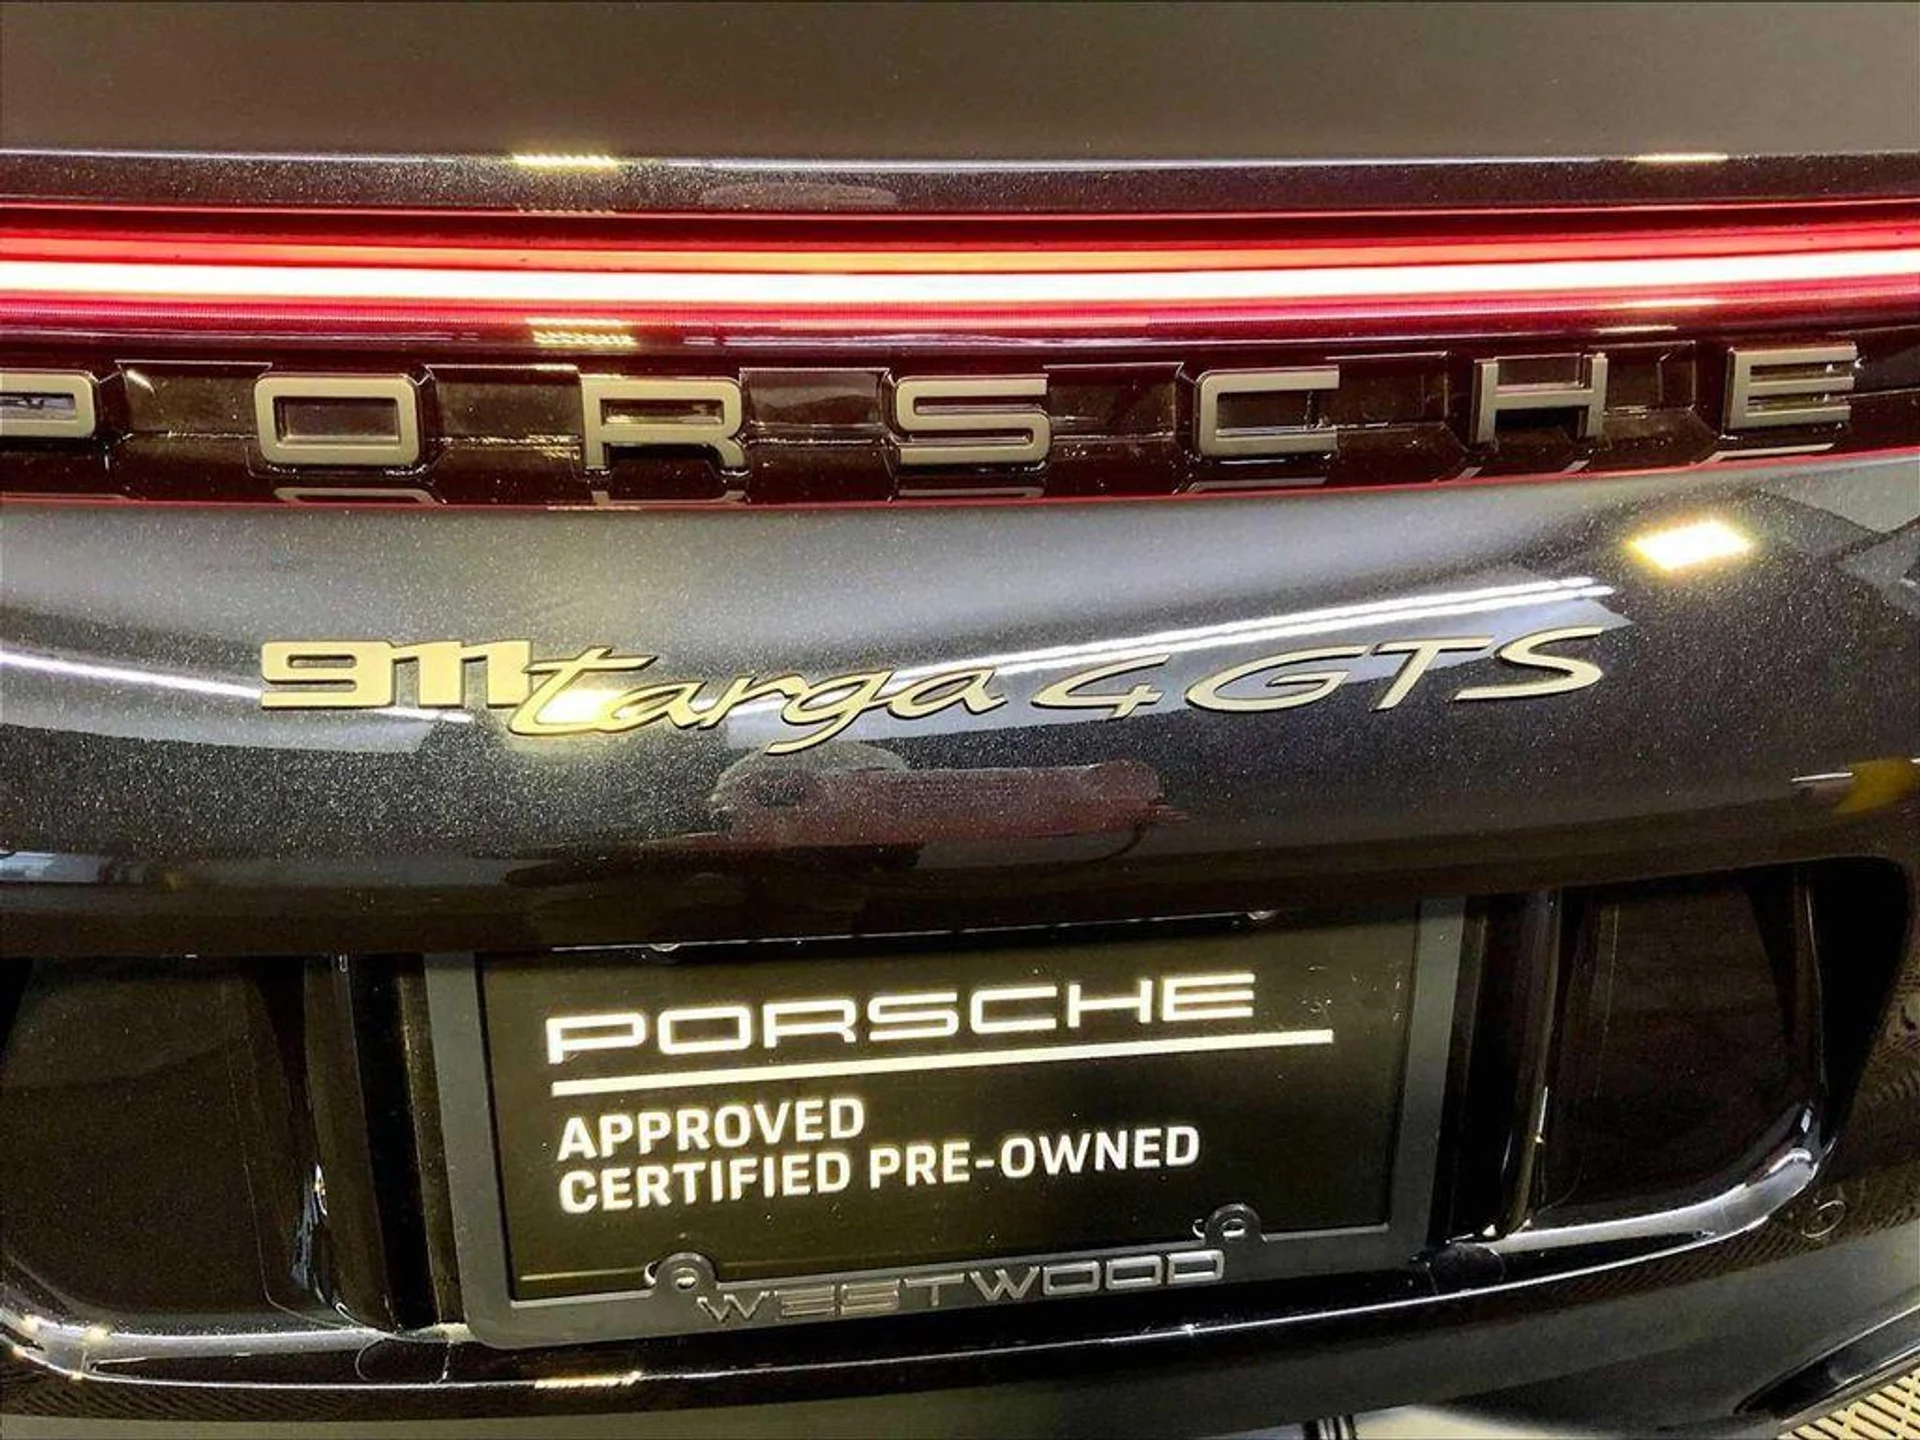 PORSCHE
911 targa 4 GTS
PORSCHE
APPROVED
CERTIFIED PRE-OWNED
WESTWOOD